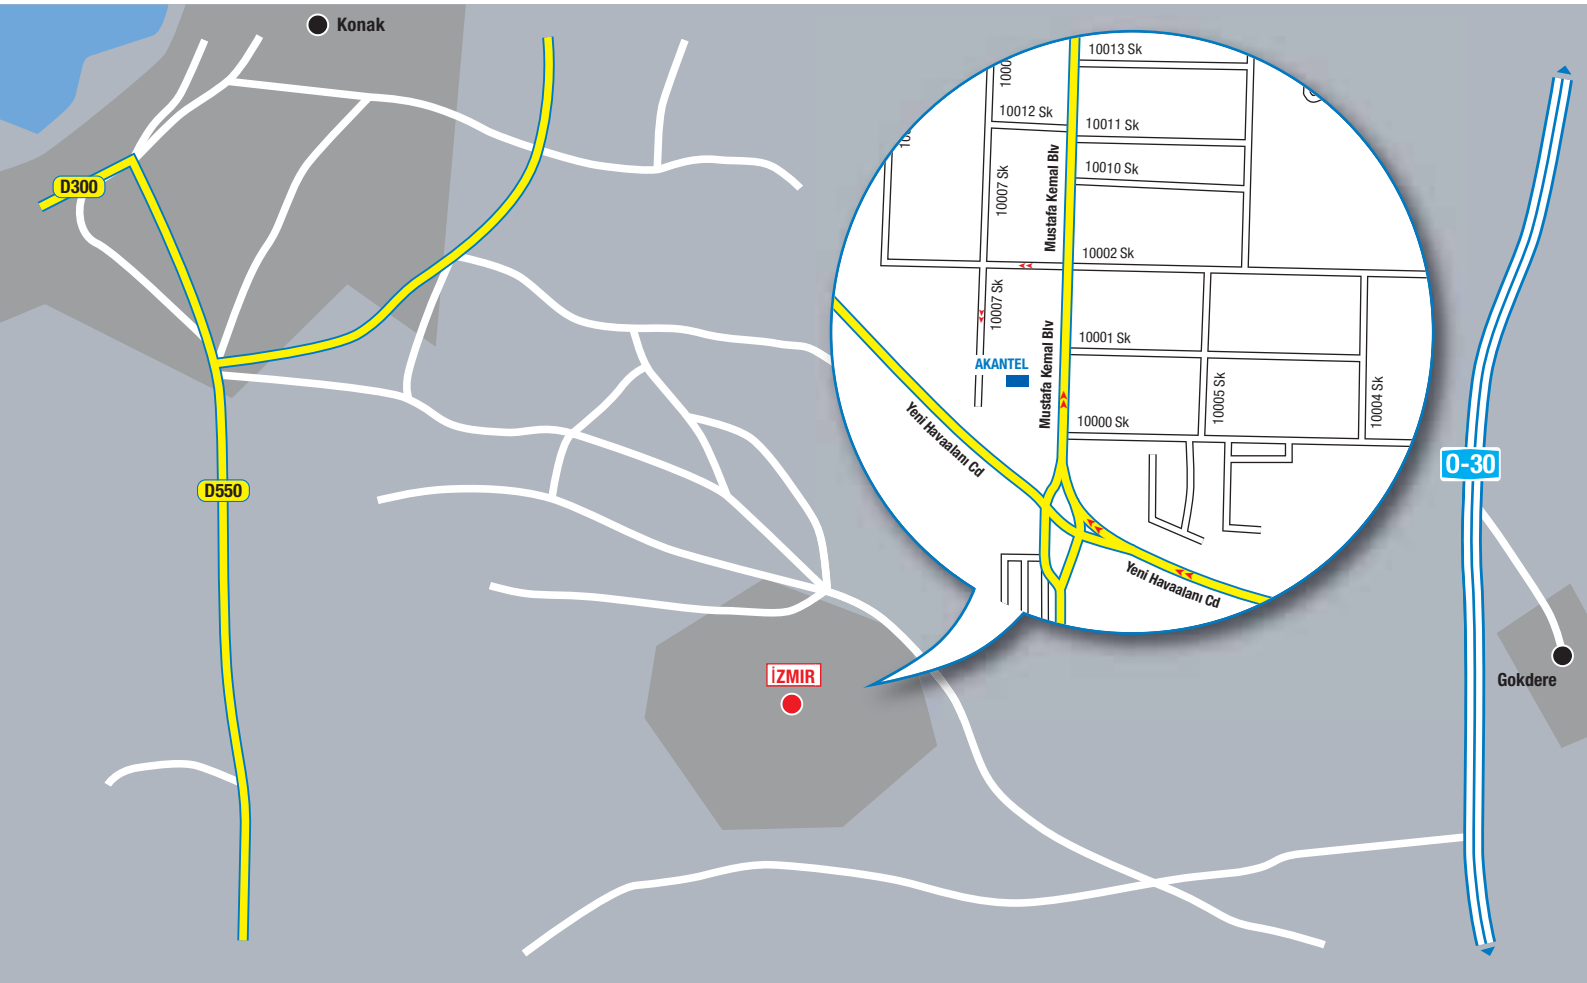 Konak
D300
D550
İZMIR
O-30
Gokdere
10013 Sk
10012 Sk
10011 Sk
10010 Sk
10007 Sk
Mustafa Kemal Blv
10002 Sk
10007 Sk
Mustafa Kemal Blv
10001 Sk
AKANTEL
10005 Sk
10004 Sk
10000 Sk
Yeni Havaalanı Cd
Yeni Havaalanı Cd